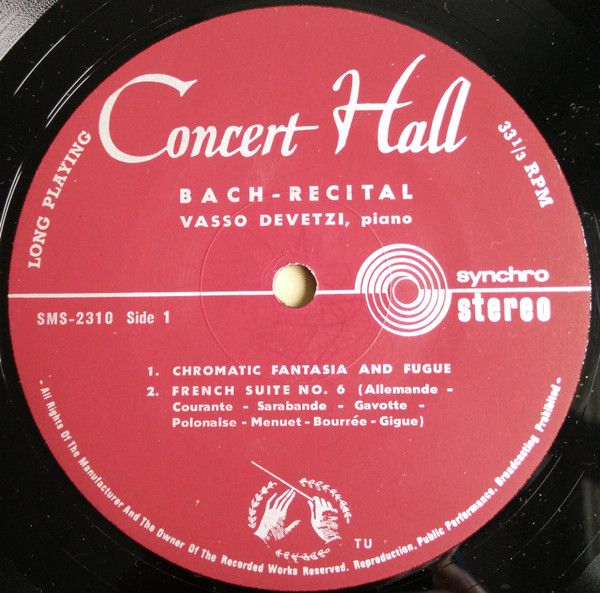 Concert Hall
LONG PLAYING
33 1/3 RPM
BACH-RECITAL
VASSO DEVETZI, piano
synchro
stereo
SMS-2310 Side 1
1. CHROMATIC FANTASIA AND FUGUE
2. FRENCH SUITE NO. 6 (Allemande -
Courante - Sarabande - Gavotte -
Polonaise - Menuet - Bourrée - Gigue)
TU
- All Rights Of The Manufacturer And The Owner Of The Recorded Works Reserved. Reproduction, Public Performance, Broadcasting Prohibited -